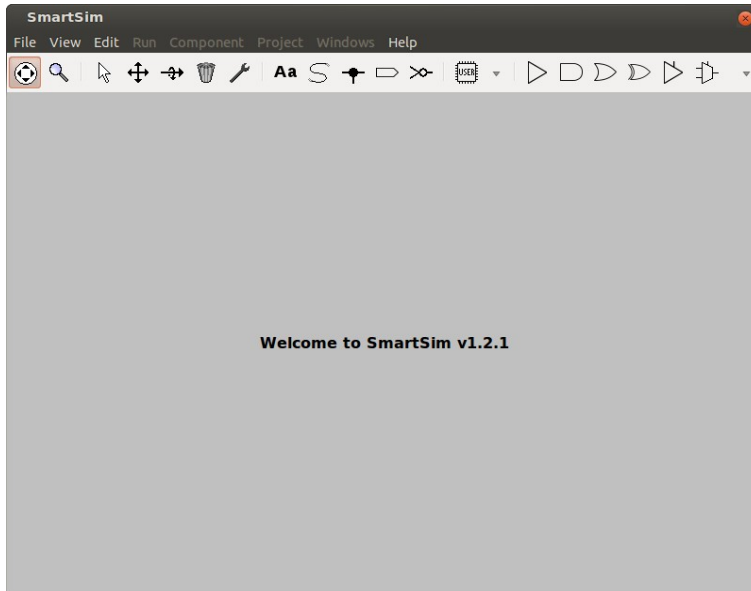 SmartSim
File View Edit Run Component Project Windows Help
Aa USER
Welcome to SmartSim v1.2.1